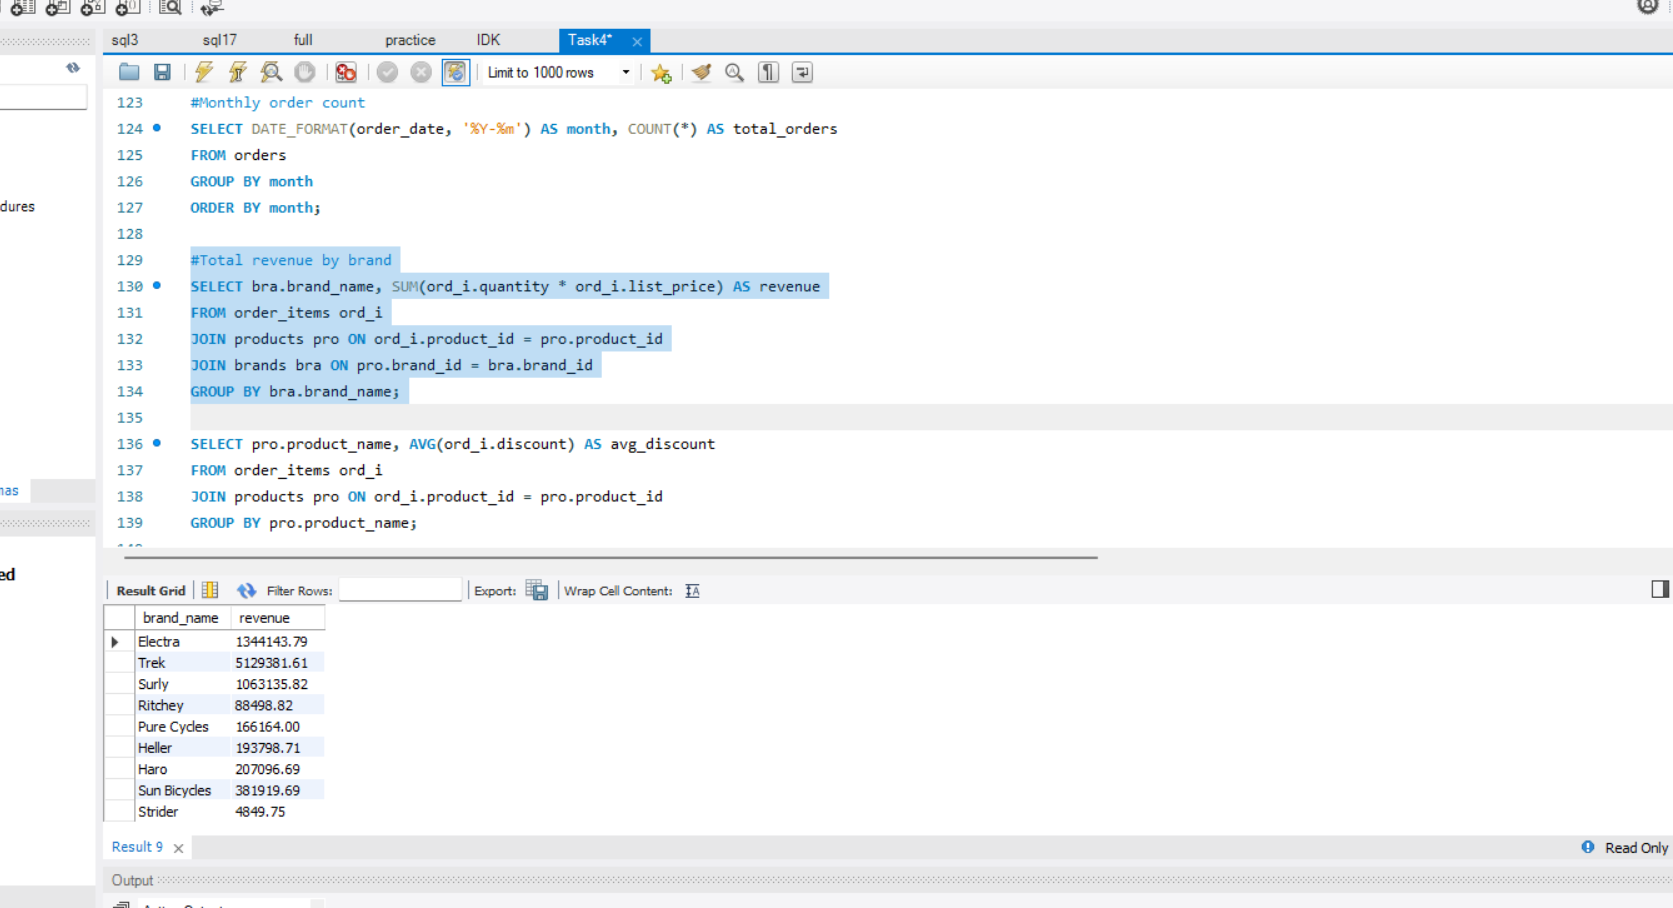 sql3 sql17 full practice IDK Task4* ×
Limit to 1000 rows
123 #Monthly order count
124 SELECT DATE_FORMAT(order_date, '%Y-%m') AS month, COUNT(*) AS total_orders
125 FROM orders
126 GROUP BY month
127 ORDER BY month;
128
129 #Total revenue by brand
130 SELECT bra.brand_name, SUM(ord_i.quantity * ord_i.list_price) AS revenue
131 FROM order_items ord_i
132 JOIN products pro ON ord_i.product_id = pro.product_id
133 JOIN brands bra ON pro.brand_id = bra.brand_id
134 GROUP BY bra.brand_name;
135
136 SELECT pro.product_name, AVG(ord_i.discount) AS avg_discount
137 FROM order_items ord_i
138 JOIN products pro ON ord_i.product_id = pro.product_id
139 GROUP BY pro.product_name;
dures
mas
ed
Result Grid Filter Rows: Export: Wrap Cell Content:
brand_name revenue
Electra 1344143.79
Trek 5129381.61
Surly 1063135.82
Ritchey 88498.82
Pure Cycles 166164.00
Heller 193798.71
Haro 207096.69
Sun Bicycles 381919.69
Strider 4849.75
Result 9 × Read Only
Output